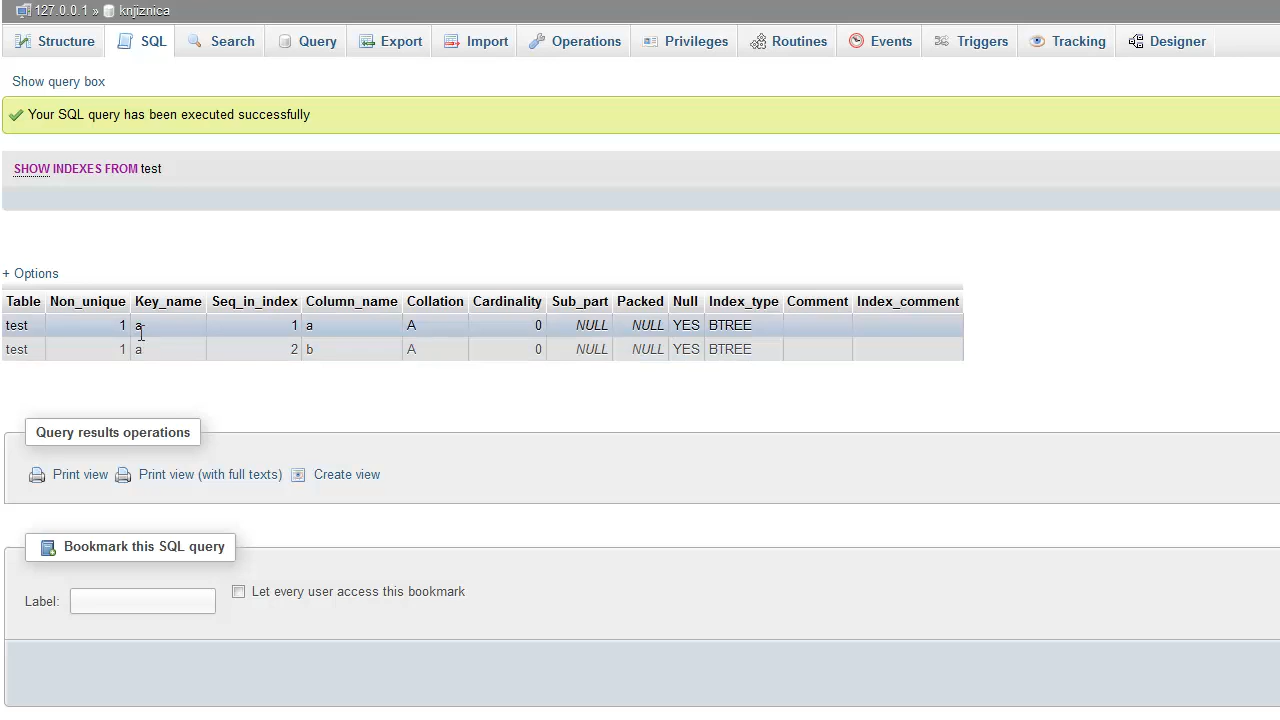 127.0.0.1 » knjiznica
Structure SQL Search Query Export Import Operations Privileges Routines Events Triggers Tracking Designer
Show query box
Your SQL query has been executed successfully
SHOW INDEXES FROM test
+ Options
Table Non_unique Key_name Seq_in_index Column_name Collation Cardinality Sub_part Packed Null Index_type Comment Index_comment
test 1 a 1 a A 0 NULL NULL YES BTREE
test 1 a 2 b A 0 NULL NULL YES BTREE
Query results operations
Print view Print view (with full texts) Create view
Bookmark this SQL query
Label: Let every user access this bookmark